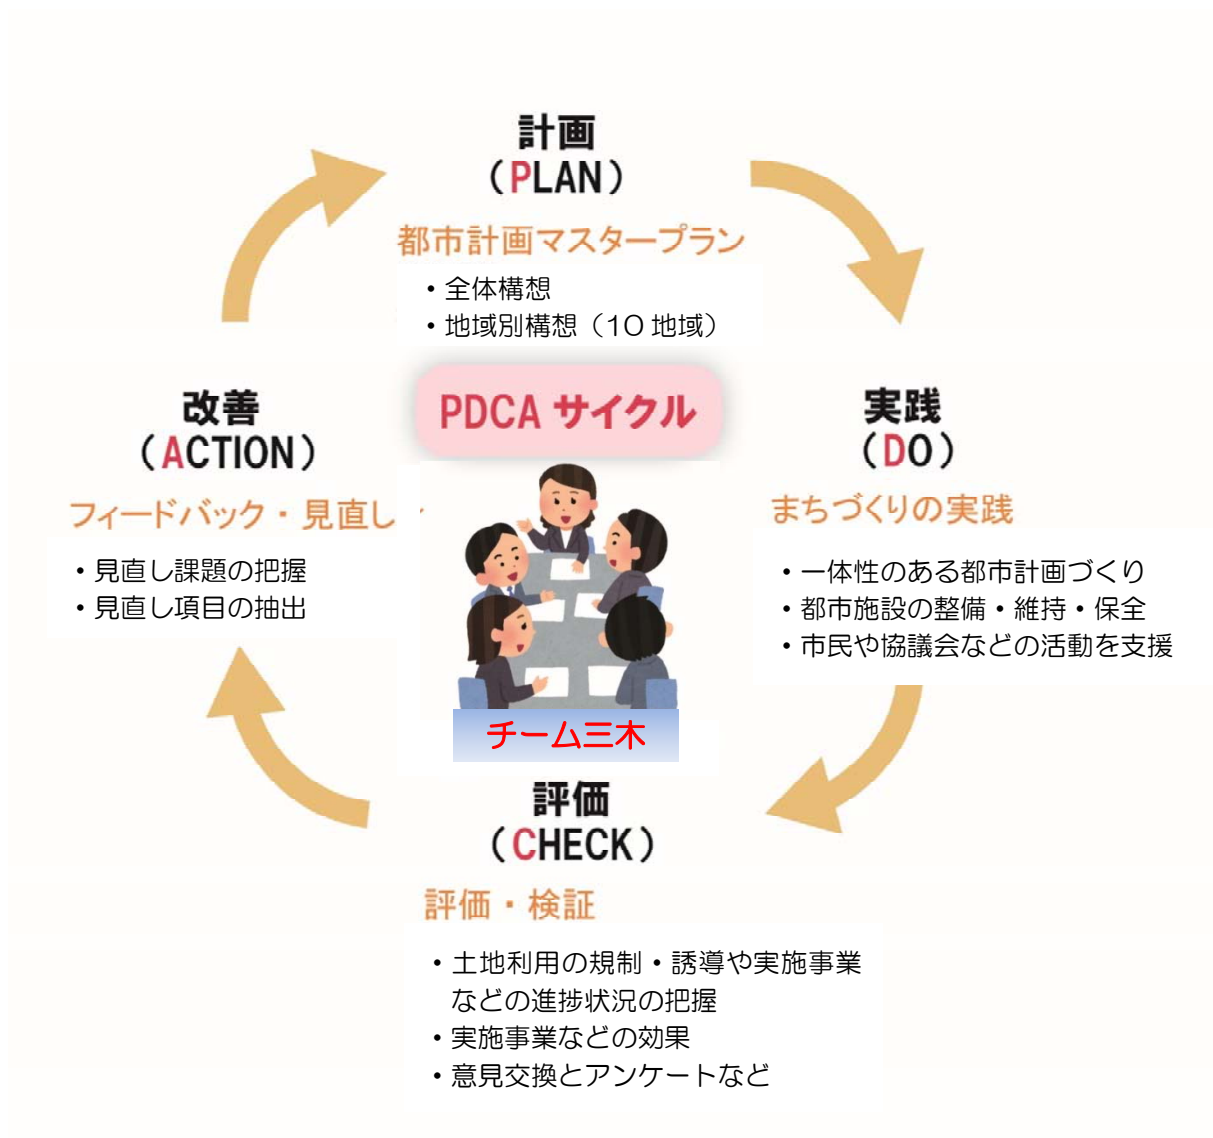 計画
(PLAN)
都市計画マスタープラン
・全体構想
・地域別構想（10 地域）
PDCA サイクル
実践
(DO)
まちづくりの実践
・一体性のある都市計画づくり
・都市施設の整備・維持・保全
・市民や協議会などの活動を支援
チーム三木
評価
(CHECK)
評価・検証
・土地利用の規制・誘導や実施事業
などの進捗状況の把握
・実施事業などの効果
・意見交換とアンケートなど
改善
(ACTION)
フィードバック・見直し
・見直し課題の把握
・見直し項目の抽出